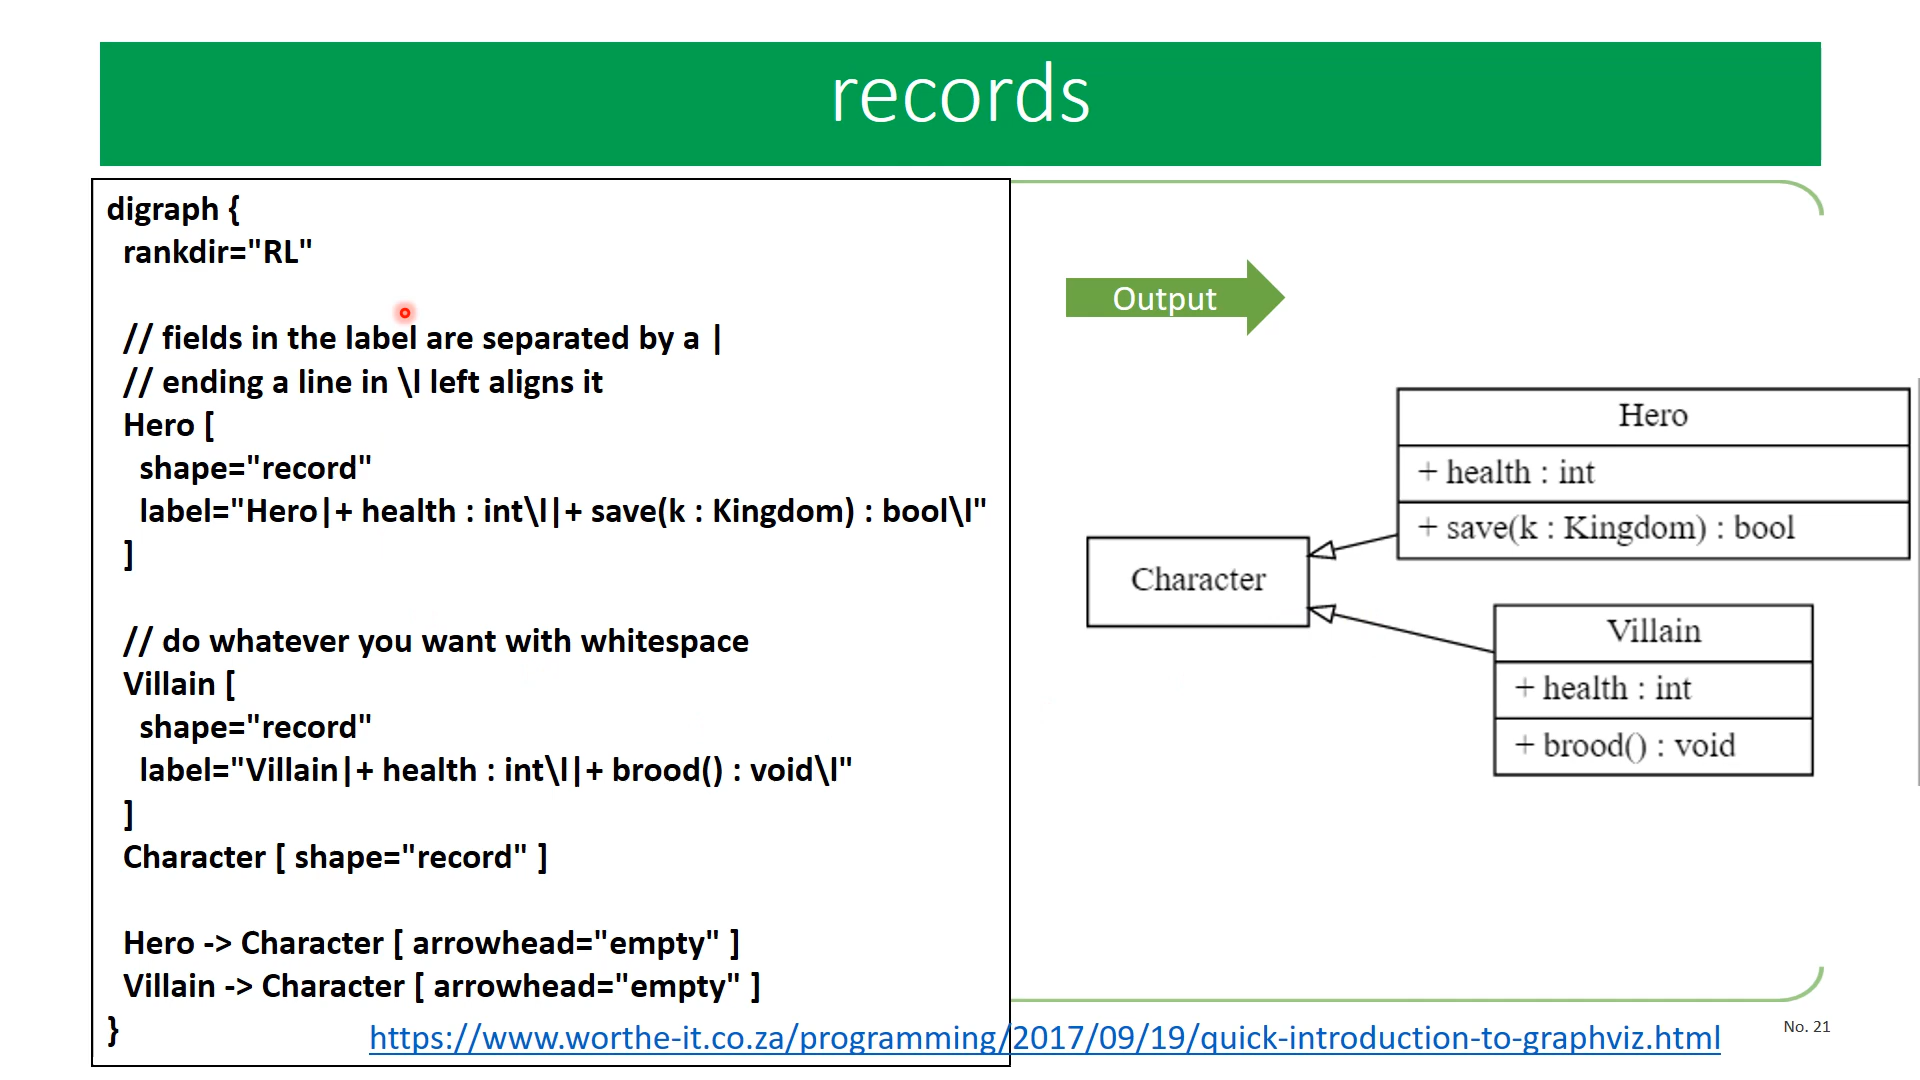 records
digraph {
rankdir="RL"
// fields in the label are separated by a |
// ending a line in \l left aligns it
Hero [
shape="record"
label="Hero|+ health : int\l|+ save(k : Kingdom) : bool\l"
]
// do whatever you want with whitespace
Villain [
shape="record"
label="Villain|+ health : int\l|+ brood() : void\l"
]
Character [ shape="record" ]
Hero -> Character [ arrowhead="empty" ]
Villain -> Character [ arrowhead="empty" ]
}
Output
Hero
+ health : int
+ save(k : Kingdom) : bool
Character
Villain
+ health : int
+ brood() : void
https://www.worthe-it.co.za/programming/2017/09/19/quick-introduction-to-graphviz.html
No. 21